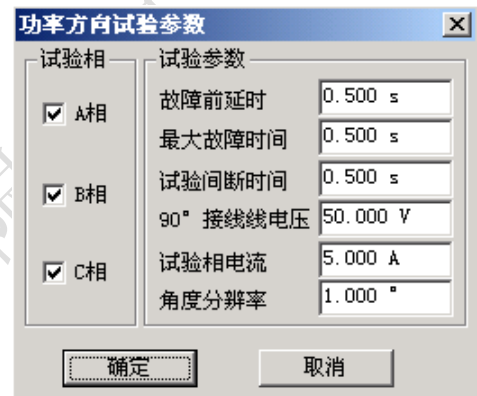 功率方向试验参数
试验相
A相
B相
C相
试验参数
故障前延时 0.500 s
最大故障时间 0.500 s
试验间断时间 0.500 s
90° 接线线电压 50.000 V
试验相电流 5.000 A
角度分辨率 1.000 °
确定 取消